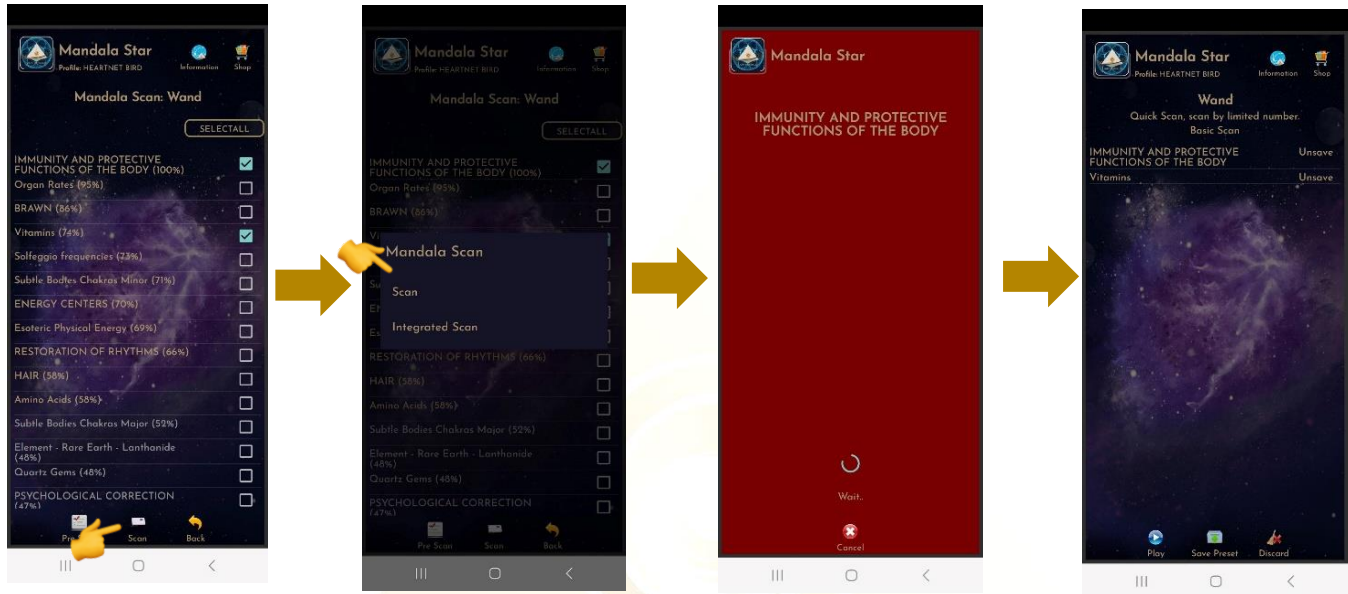 Mandala Star
Profile: HEARTNET BIRD
Information
Shop
Mandala Scan: Wand
SELECTALL
IMMUNITY AND PROTECTIVE
FUNCTIONS OF THE BODY (100%)
Organ Rates (95%)
BRAWN (86%)
Vitamins (74%)
Solfeggio frequencies (73%)
Subtle Bodies Chakras Minor (71%)
ENERGY CENTERS (70%)
Esoteric Physical Energy (69%)
RESTORATION OF RHYTHMS (66%)
HAIR (58%)
Amino Acids (58%)
Subtle Bodies Chakras Major (52%)
Element - Rare Earth - Lanthanide
(48%)
Quartz Gems (48%)
PSYCHOLOGICAL CORRECTION
(47%)
Scan
Back
Mandala Star
Profile: HEARTNET BIRD
Information
Shop
Mandala Scan: Wand
SELECTALL
IMMUNITY AND PROTECTIVE
FUNCTIONS OF THE BODY (100%)
Organ Rates (95%)
BRAWN (86%)
Mandala Scan
Scan
Integrated Scan
RESTORATION OF RHYTHMS (66%)
HAIR (58%)
Amino Acids (58%)
Subtle Bodies Chakras Major (52%)
Element - Rare Earth - Lanthanide
(48%)
Quartz Gems (48%)
PSYCHOLOGICAL CORRECTION
(47%)
Pre Scan
Scan
Back
Mandala Star
IMMUNITY AND PROTECTIVE
FUNCTIONS OF THE BODY
Wait..
Cancel
Mandala Star
Profile: HEARTNET BIRD
Information
Shop
Wand
Quick Scan, scan by limited number.
Basic Scan
IMMUNITY AND PROTECTIVE
FUNCTIONS OF THE BODY
Unsave
Vitamins
Unsave
Play
Save Preset
Discard